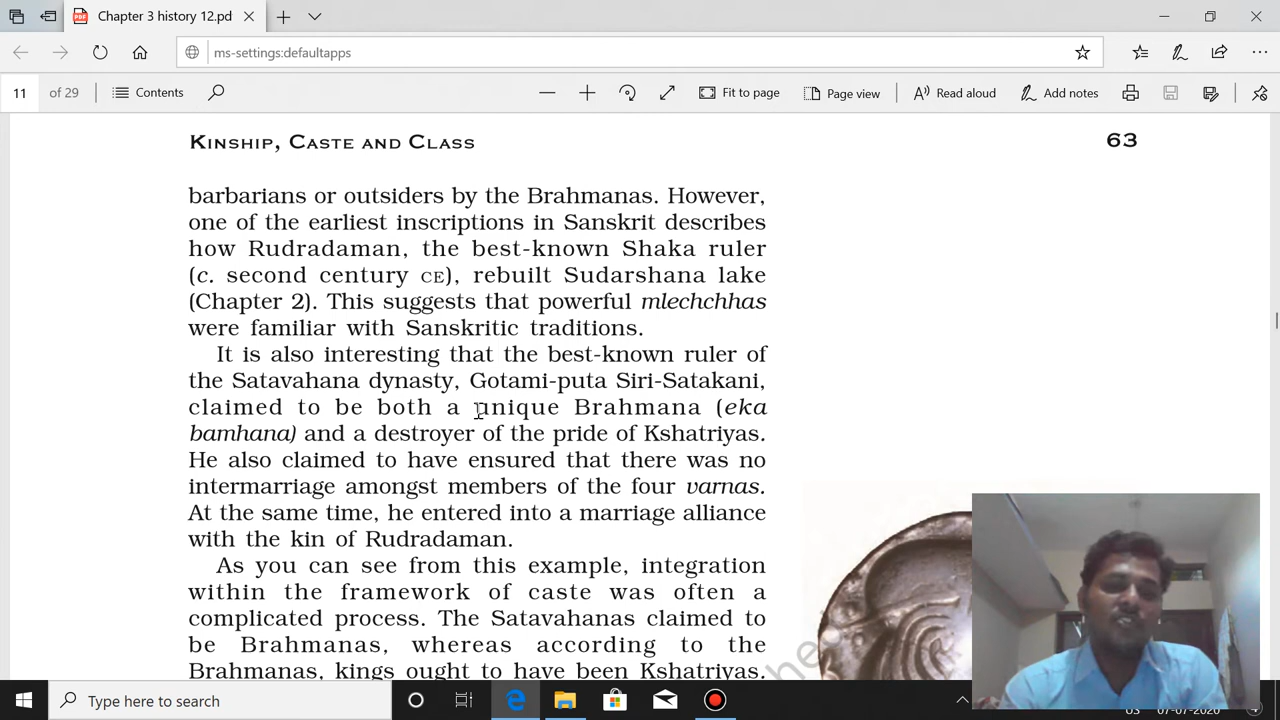 Chapter 3 history 12.pdf
ms-settings:defaultapps
11 of 29 Contents Fit to page Page view Read aloud Add notes
KINSHIP, CASTE AND CLASS 63
barbarians or outsiders by the Brahmanas. However,
one of the earliest inscriptions in Sanskrit describes
how Rudradaman, the best-known Shaka ruler
(c. second century CE), rebuilt Sudarshana lake
(Chapter 2). This suggests that powerful mlechchhas
were familiar with Sanskritic traditions.
It is also interesting that the best-known ruler of
the Satavahana dynasty, Gotami-puta Siri-Satakani,
claimed to be both a unique Brahmana (eka
bamhana) and a destroyer of the pride of Kshatriyas.
He also claimed to have ensured that there was no
intermarriage amongst members of the four varnas.
At the same time, he entered into a marriage alliance
with the kin of Rudradaman.
As you can see from this example, integration
within the framework of caste was often a
complicated process. The Satavahanas claimed to
be Brahmanas, whereas according to the
Brahmanas, kings ought to have been Kshatriyas.
Type here to search